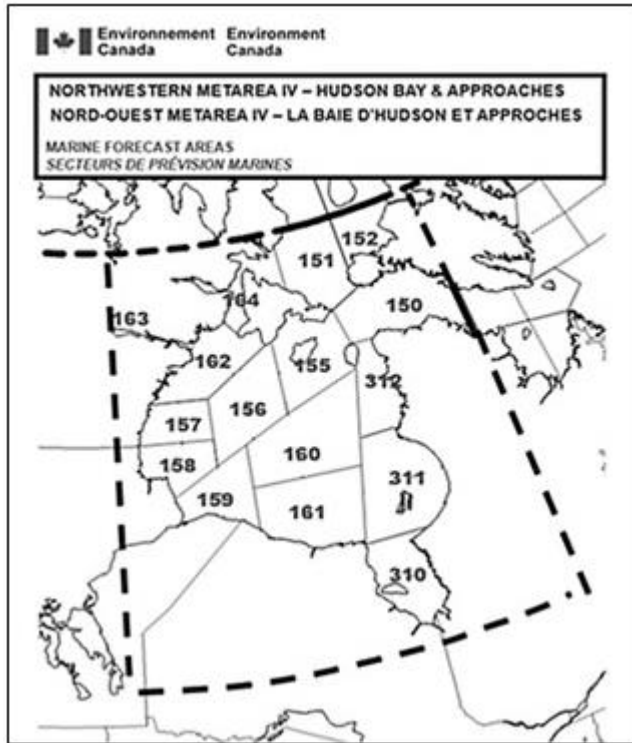 Environnement Environment
Canada Canada
NORTHWESTERN METAREA IV – HUDSON BAY & APPROACHES
NORD-OUEST METAREA IV – LA BAIE D'HUDSON ET APPROCHES
MARINE FORECAST AREAS
SECTEURS DE PRÉVISION MARINES
152
151
164
150
163
162
155
312
156
157
160
158
311
159
161
310